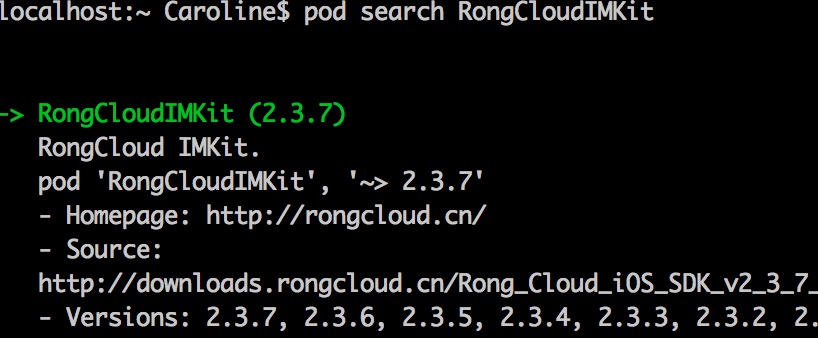 localhost:~ Caroline$ pod search RongCloudIMKit
-> RongCloudIMKit (2.3.7)
RongCloud IMKit.
pod 'RongCloudIMKit', '~> 2.3.7'
- Homepage: http://rongcloud.cn/
- Source:
http://downloads.rongcloud.cn/Rong_Cloud_iOS_SDK_v2_3_7_
- Versions: 2.3.7, 2.3.6, 2.3.5, 2.3.4, 2.3.3, 2.3.2, 2.